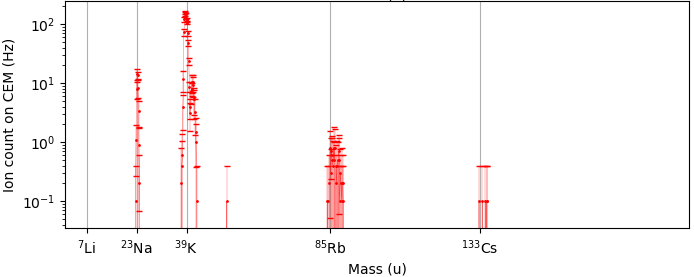 Ion count on CEM (Hz)
10²
10¹
10⁰
10⁻¹
⁷Li
²³Na
³⁹K
⁸⁵Rb
¹³³Cs
Mass (u)